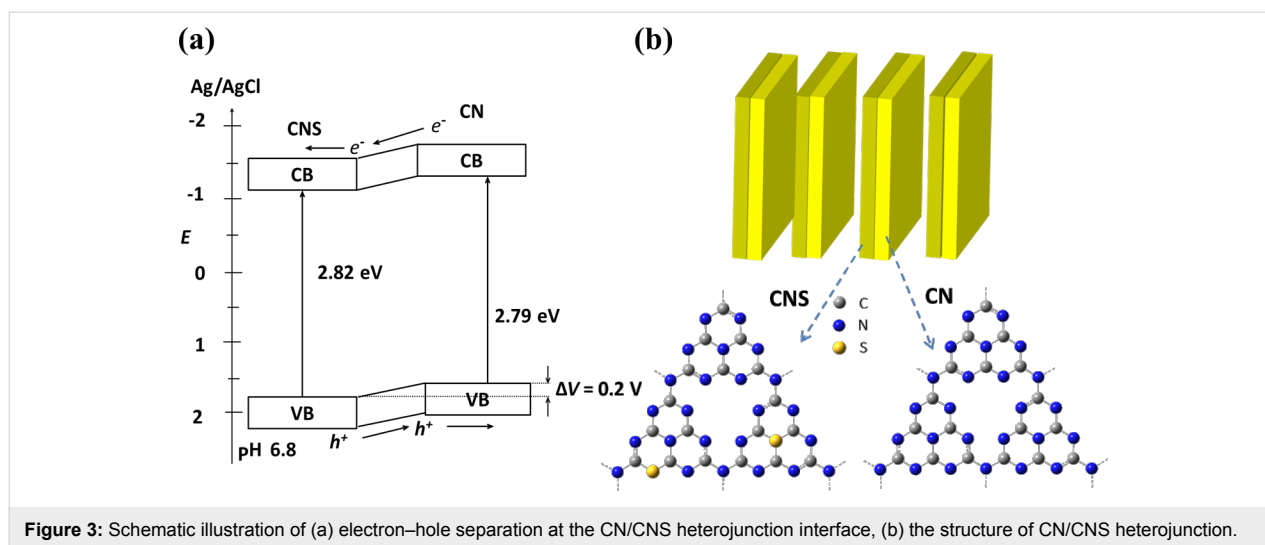 (a)
Ag/AgCl
-2
-1
E
0
1
2
pH 6.8
CNS
CN
e-
e-
CB
CB
2.82 eV
2.79 eV
VB
VB
ΔV = 0.2 V
h+
h+
(b)
CNS
CN
C
N
S
Figure 3: Schematic illustration of (a) electron–hole separation at the CN/CNS heterojunction interface, (b) the structure of CN/CNS heterojunction.